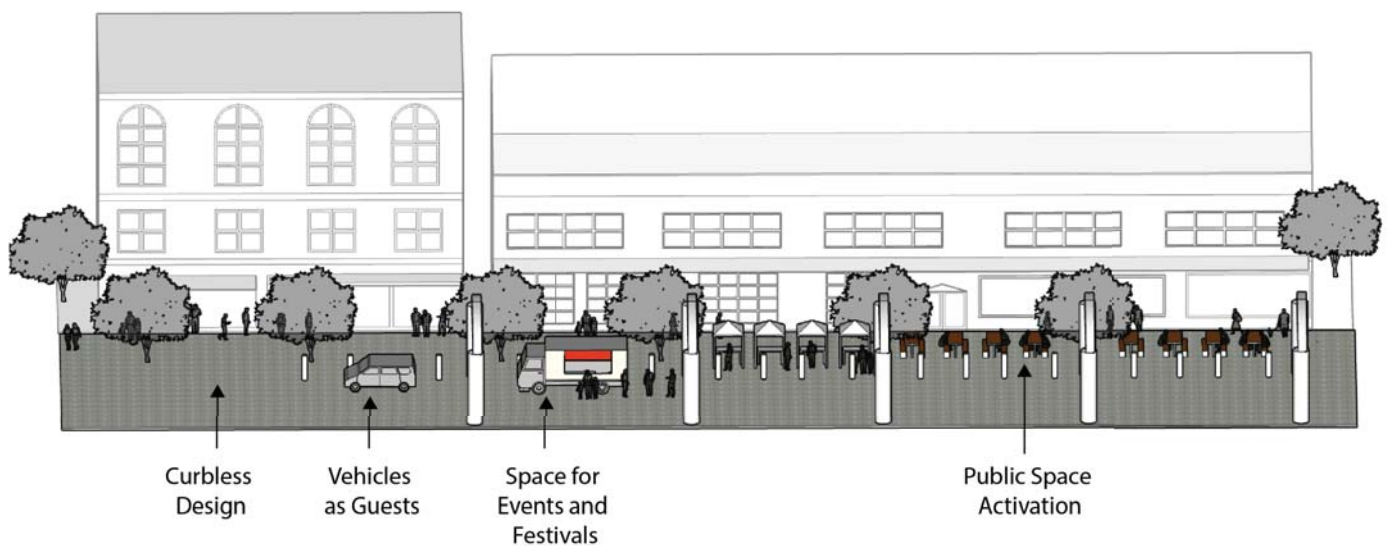 Curbless
Design
Vehicles
as Guests
Space for
Events and
Festivals
Public Space
Activation